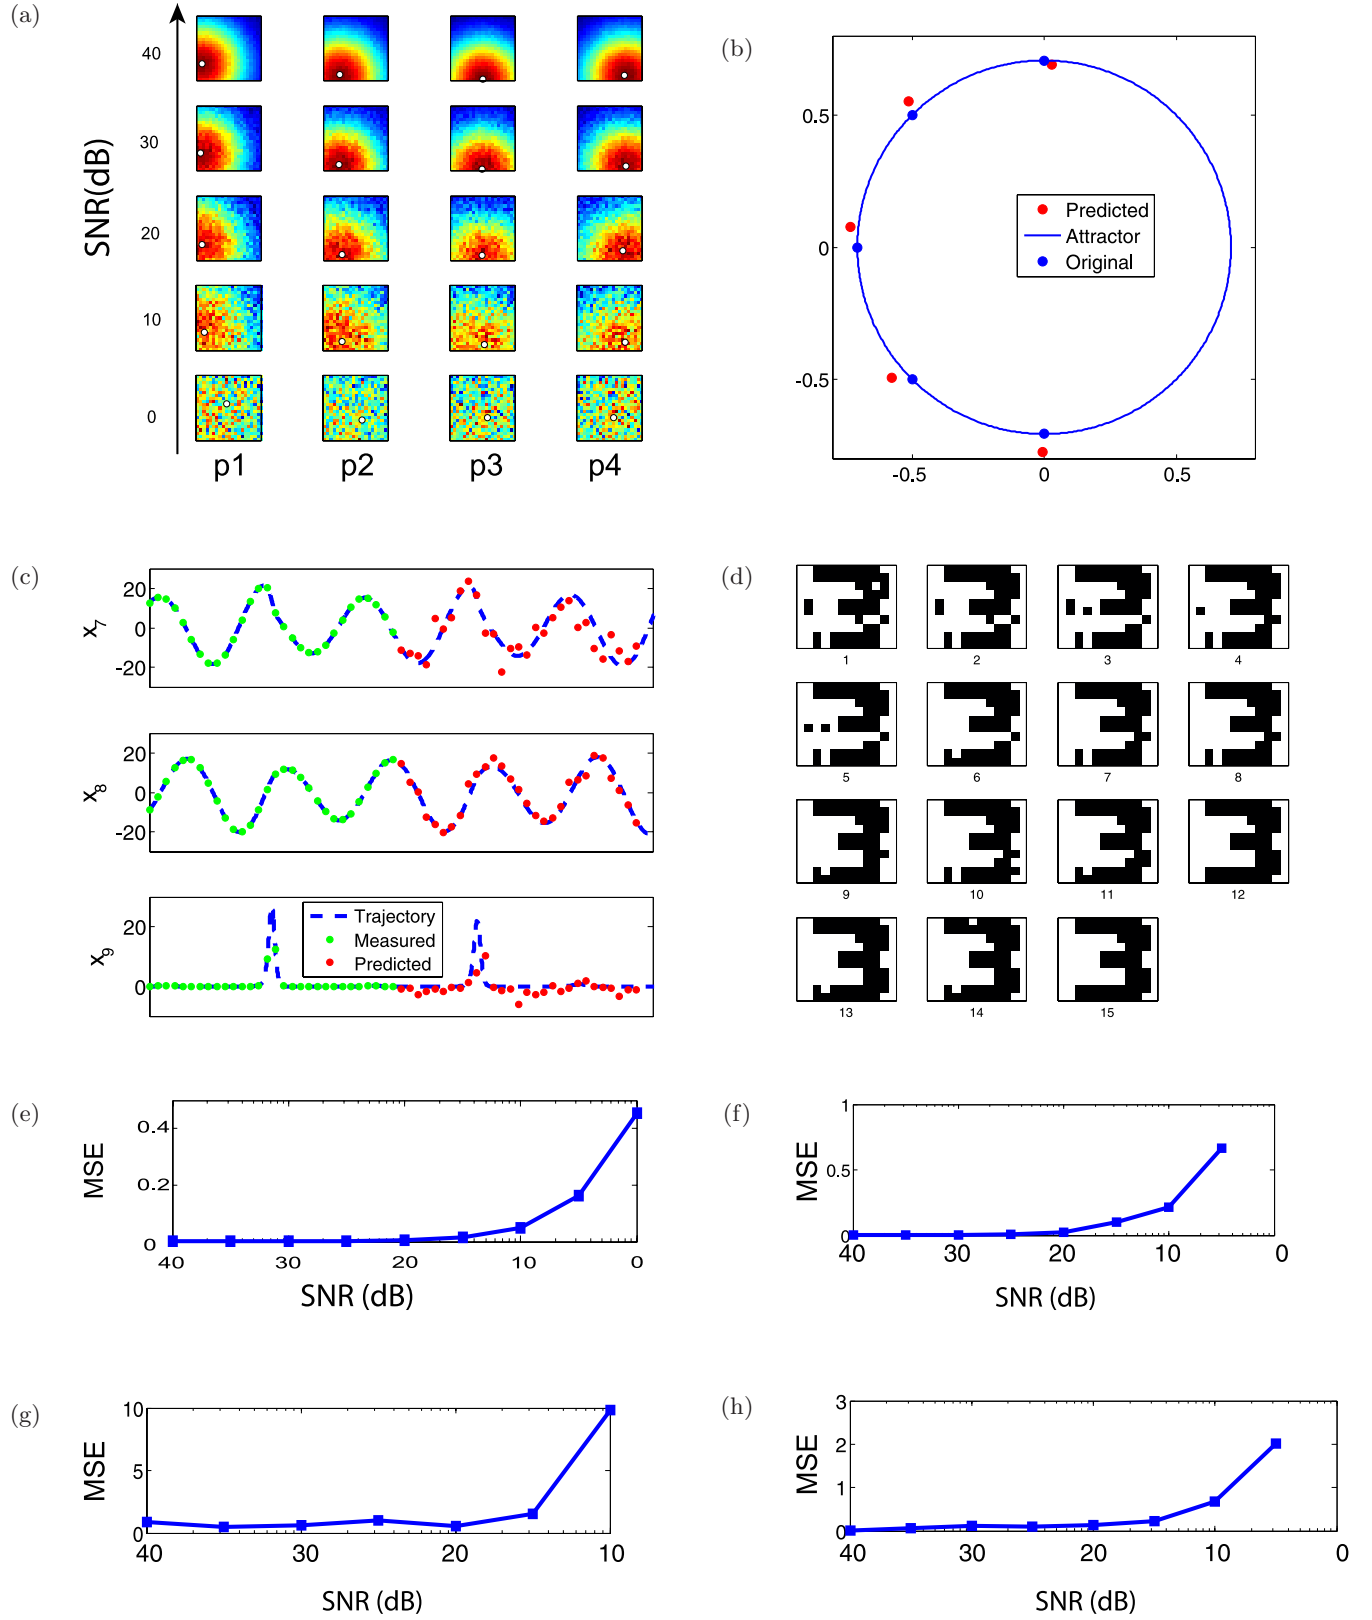 (a)
SNR(dB)
40
30
20
10
0
p1 p2 p3 p4
(b)
0.5
0
-0.5
-0.5 0 0.5
Predicted
Attractor
Original
(c)
x7
20
0
-20
x8
20
0
-20
x9
20
0
Trajectory
Measured
Predicted
(d)
1 2 3 4
5 6 7 8
9 10 11 12
13 14 15
(e)
MSE
0.4
0.2
0
40 30 20 10 0
SNR (dB)
(f)
MSE
1
0.5
0
40 30 20 10 0
SNR (dB)
(g)
MSE
10
5
0
40 30 20 10
SNR (dB)
(h)
MSE
3
2
1
0
40 30 20 10 0
SNR (dB)